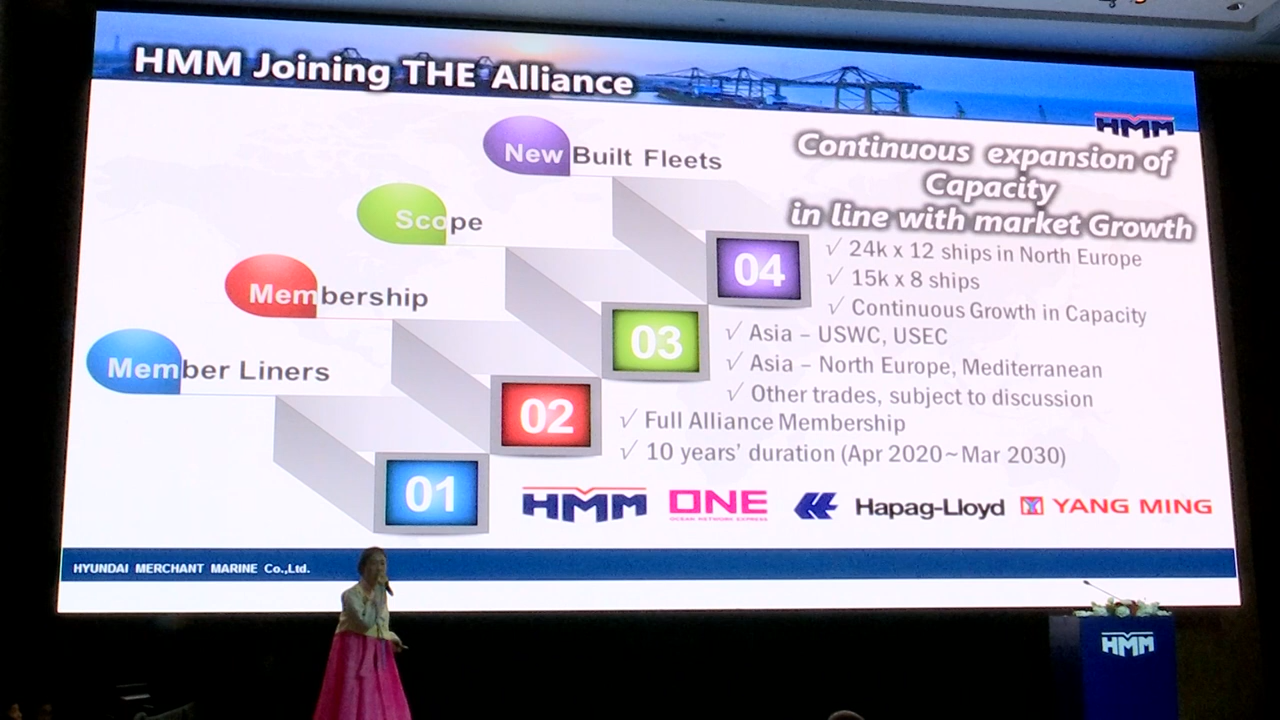 HMM Joining THE Alliance
HMM
Continuous expansion of
Capacity
in line with market Growth
New Built Fleets
04
√ 24k x 12 ships in North Europe
√ 15k x 8 ships
√ Continuous Growth in Capacity
Scope
03
√ Asia – USWC, USEC
√ Asia – North Europe, Mediterranean
√ Other trades, subject to discussion
Membership
02
√ Full Alliance Membership
√ 10 years' duration (Apr 2020~Mar 2030)
Member Liners
01
HMM ONE Hapag-Lloyd YANG MING
OCEAN NETWORK EXPRESS
HYUNDAI MERCHANT MARINE Co.,Ltd.
HMM